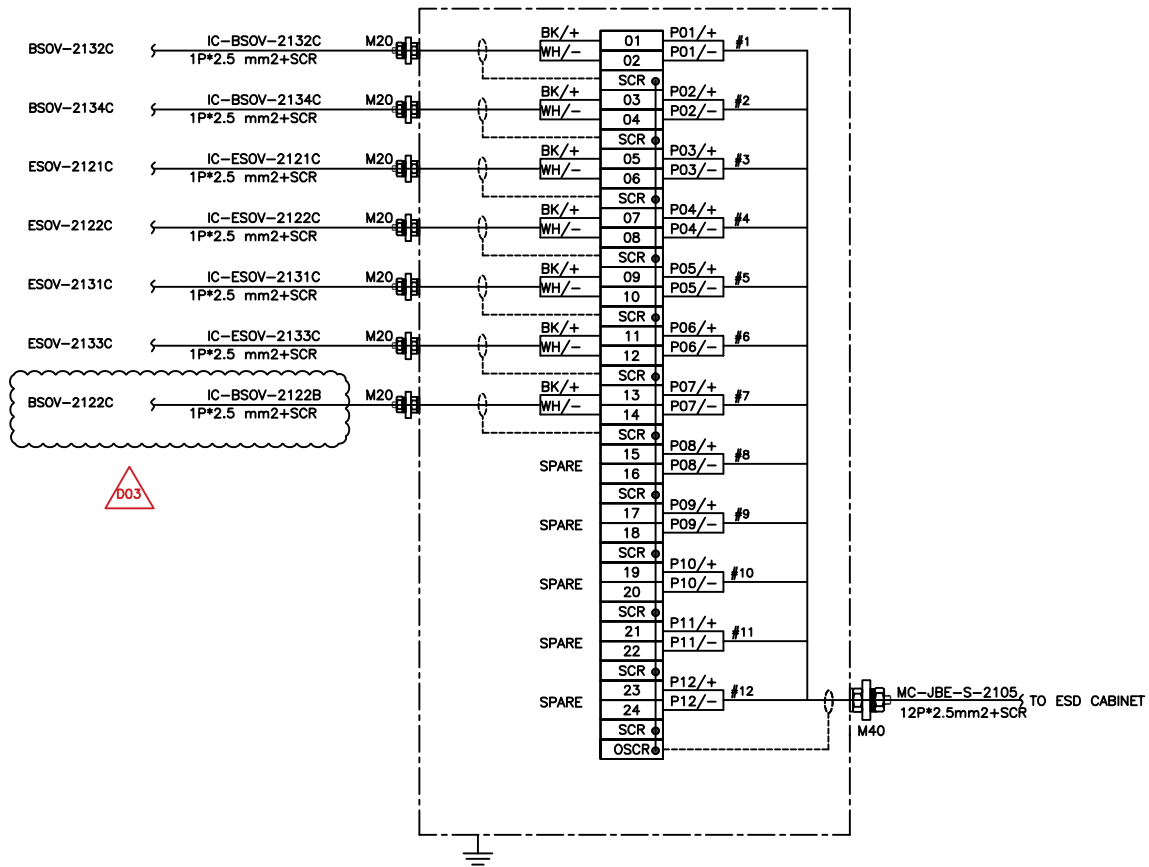 BSOV-2132C IC-BSOV-2132C M20 BK/+ 01 P01/+ #1
1P*2.5 mm2+SCR WH/- 02 P01/-
SCR
BSOV-2134C IC-BSOV-2134C M20 BK/+ 03 P02/+ #2
1P*2.5 mm2+SCR WH/- 04 P02/-
SCR
ESOV-2121C IC-ESOV-2121C M20 BK/+ 05 P03/+ #3
1P*2.5 mm2+SCR WH/- 06 P03/-
SCR
ESOV-2122C IC-ESOV-2122C M20 BK/+ 07 P04/+ #4
1P*2.5 mm2+SCR WH/- 08 P04/-
SCR
ESOV-2131C IC-ESOV-2131C M20 BK/+ 09 P05/+ #5
1P*2.5 mm2+SCR WH/- 10 P05/-
SCR
ESOV-2133C IC-ESOV-2133C M20 BK/+ 11 P06/+ #6
1P*2.5 mm2+SCR WH/- 12 P06/-
SCR
BSOV-2122C IC-BSOV-2122B M20 BK/+ 13 P07/+ #7
1P*2.5 mm2+SCR WH/- 14 P07/-
SCR
D03
SPARE 15 P08/+ #8
16 P08/-
SCR
SPARE 17 P09/+ #9
18 P09/-
SCR
SPARE 19 P10/+ #10
20 P10/-
SCR
SPARE 21 P11/+ #11
22 P11/-
SCR
SPARE 23 P12/+ #12
24 P12/-
SCR
OSCR
MC-JBE-S-2105 TO ESD CABINET
12P*2.5mm2+SCR
M40